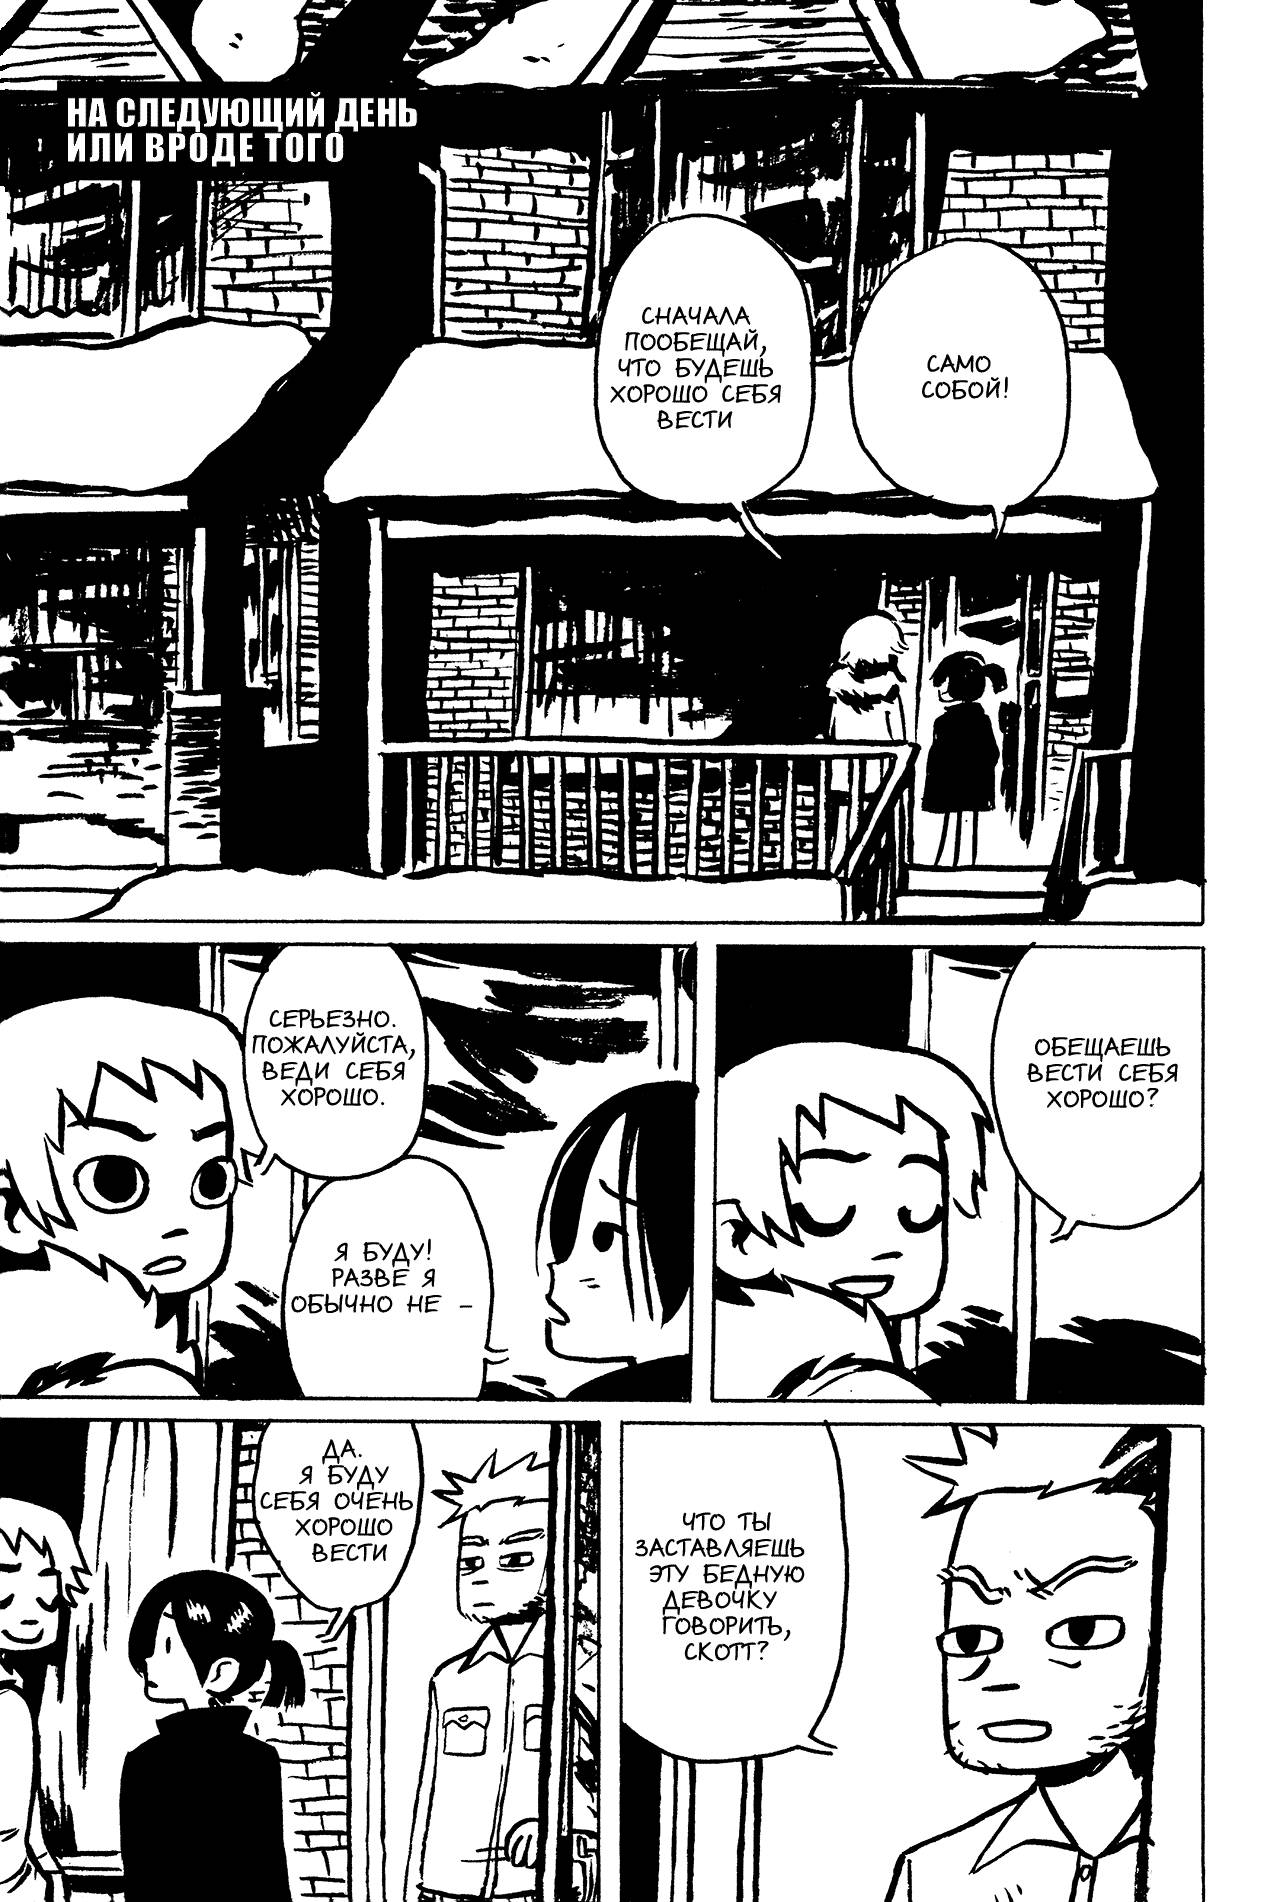 НА СЛЕДУЮЩИЙ ДЕНЬ
ИЛИ ВРОДЕ ТОГО
СНАЧАЛА
ПООБЕЩАЙ,
ЧТО БУДЕШЬ
ХОРОШО СЕБЯ
ВЕСТИ
САМО
СОБОЙ!
СЕРЬЕЗНО.
ПОЖАЛУЙСТА,
ВЕДИ СЕБЯ
ХОРОШО.
Я БУДУ!
РАЗВЕ Я
ОБЫЧНО НЕ –
ОБЕЩАЕШЬ
ВЕСТИ СЕБЯ
ХОРОШО?
ДА.
Я БУДУ
СЕБЯ ОЧЕНЬ
ХОРОШО
ВЕСТИ
ЧТО ТЫ
ЗАСТАВЛЯЕШЬ
ЭТУ БЕДНУЮ
ДЕВОЧКУ
ГОВОРИТЬ,
СКОТТ?